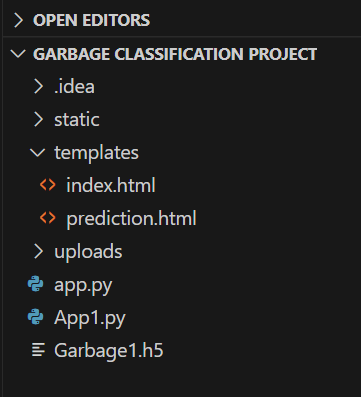 OPEN EDITORS
GARBAGE CLASSIFICATION PROJECT
.idea
static
templates
index.html
prediction.html
uploads
app.py
App1.py
Garbage1.h5